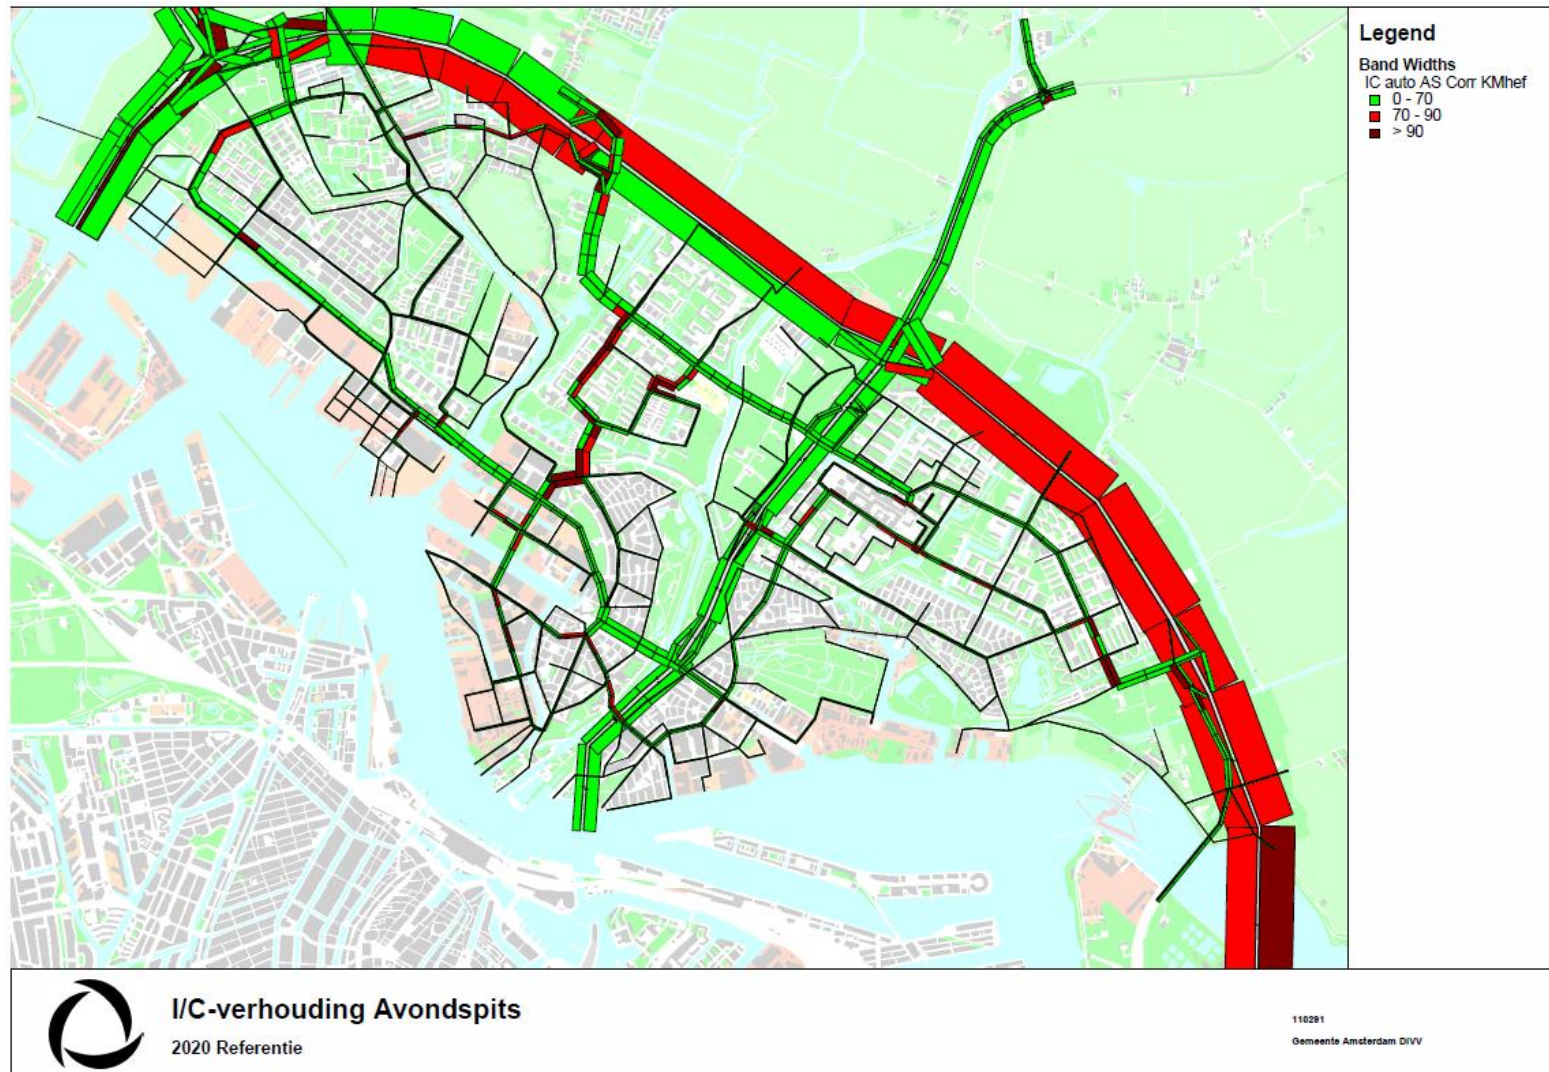 Legend
Band Widths
IC auto AS Corr KMhef
0 - 70
70 - 90
> 90
I/C-verhouding Avondspits
2020 Referentie
110291
Gemeente Amsterdam DIVV